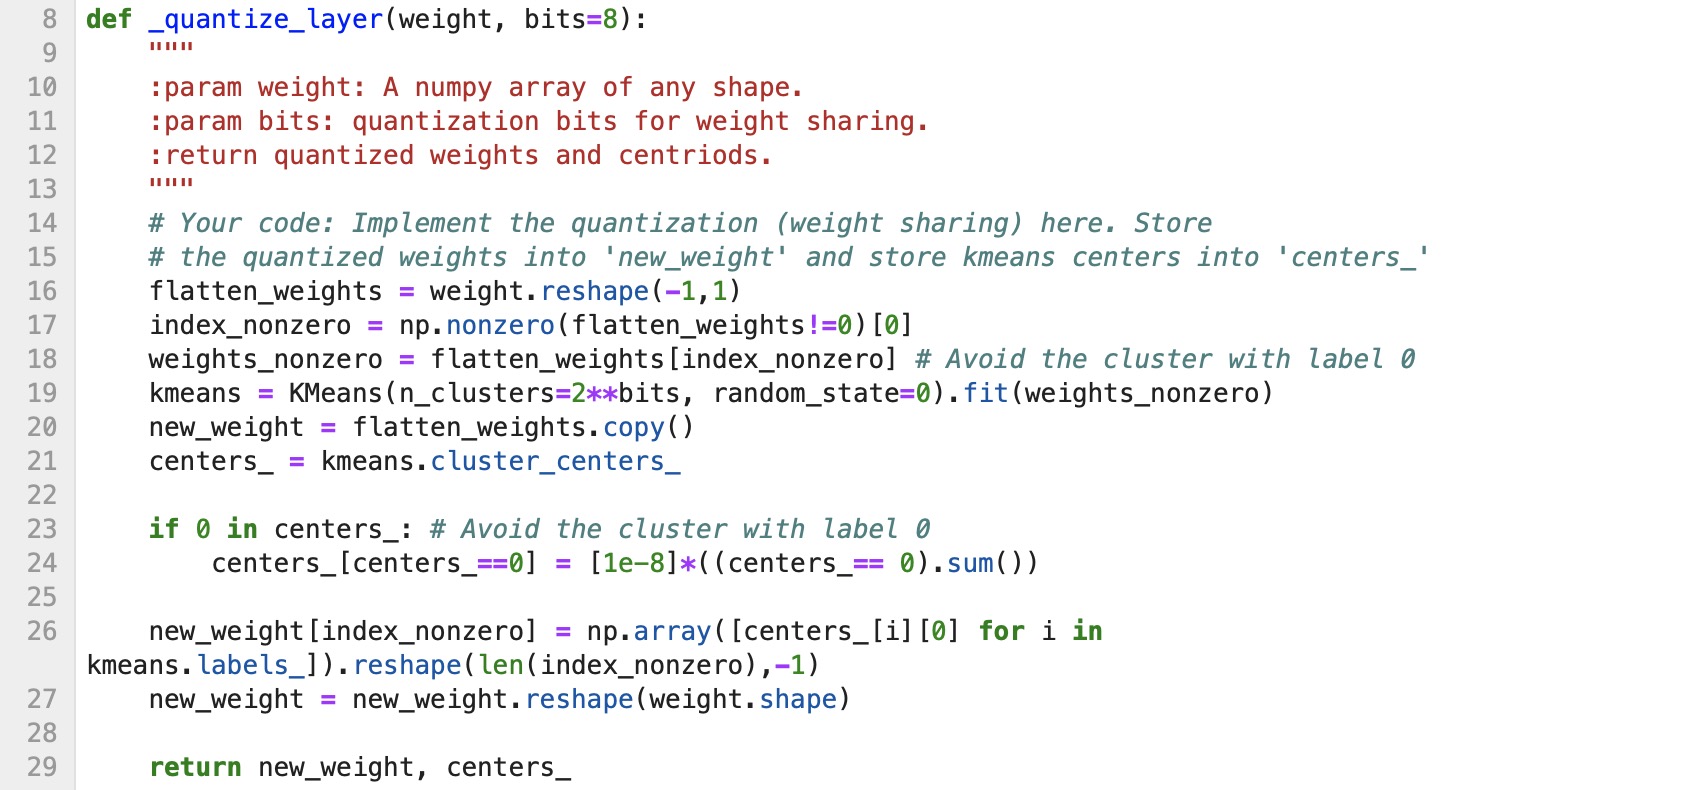 8 def _quantize_layer(weight, bits=8):
9     """
10     :param weight: A numpy array of any shape.
11     :param bits: quantization bits for weight sharing.
12     :return quantized weights and centriods.
13     """
14     # Your code: Implement the quantization (weight sharing) here. Store
15     # the quantized weights into 'new_weight' and store kmeans centers into 'centers_'
16     flatten_weights = weight.reshape(-1,1)
17     index_nonzero = np.nonzero(flatten_weights!=0)[0]
18     weights_nonzero = flatten_weights[index_nonzero] # Avoid the cluster with label 0
19     kmeans = KMeans(n_clusters=2**bits, random_state=0).fit(weights_nonzero)
20     new_weight = flatten_weights.copy()
21     centers_ = kmeans.cluster_centers_
22
23     if 0 in centers_: # Avoid the cluster with label 0
24         centers_[centers_==0] = [1e-8]*((centers_== 0).sum())
25
26     new_weight[index_nonzero] = np.array([centers_[i][0] for i in
kmeans.labels_]).reshape(len(index_nonzero),-1)
27     new_weight = new_weight.reshape(weight.shape)
28
29     return new_weight, centers_